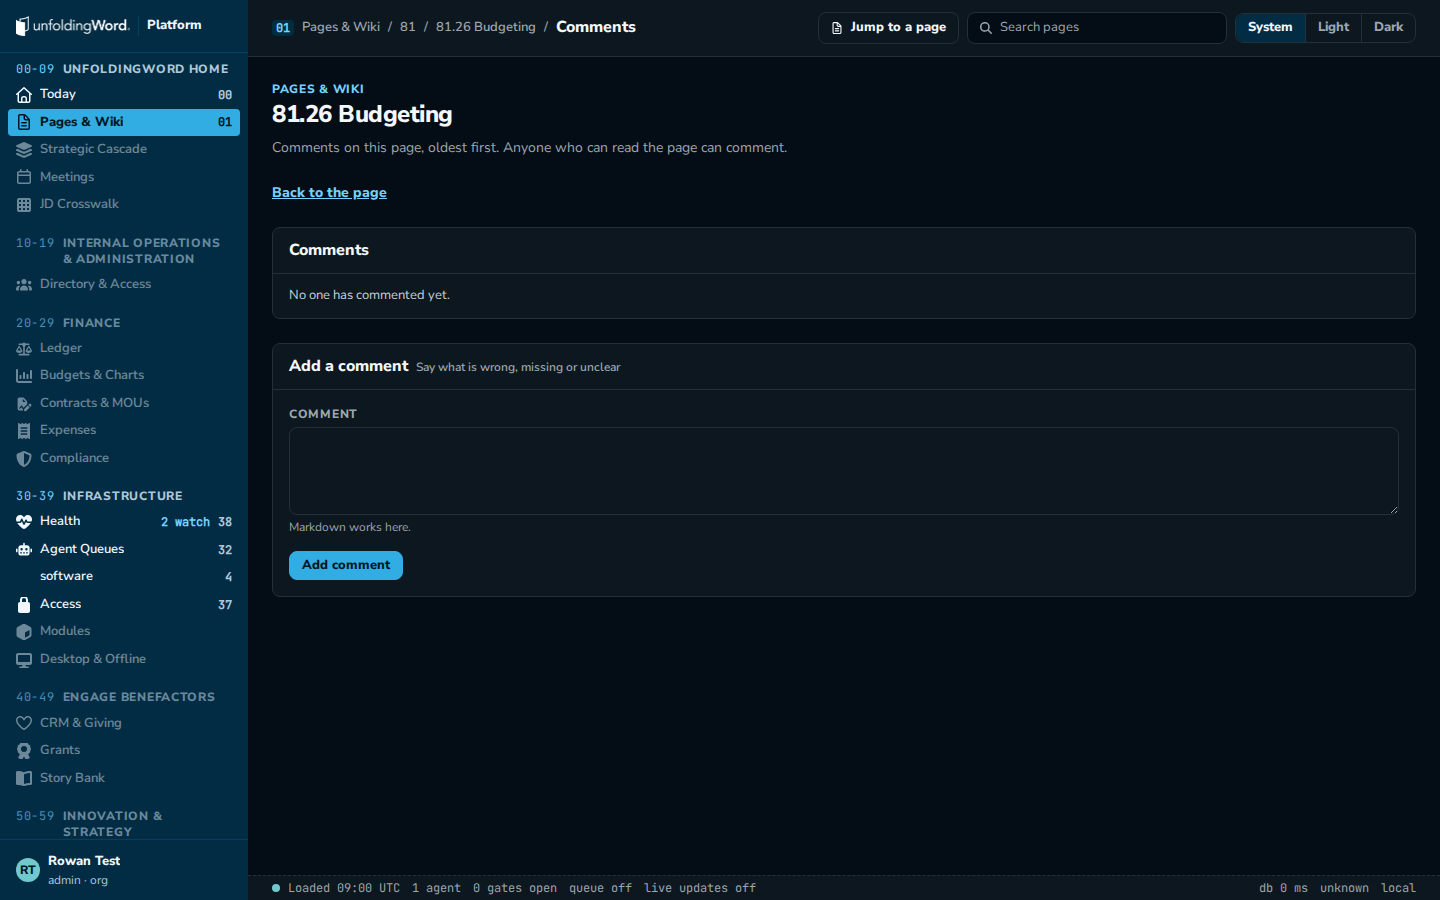 unfoldingWord. Platform
00-09 UNFOLDINGWORD HOME
Today 00
Pages & Wiki 01
Strategic Cascade
Meetings
JD Crosswalk
10-19 INTERNAL OPERATIONS
& ADMINISTRATION
Directory & Access
20-29 FINANCE
Ledger
Budgets & Charts
Contracts & MOUs
Expenses
Compliance
30-39 INFRASTRUCTURE
Health 2 watch 38
Agent Queues 32
software 4
Access 37
Modules
Desktop & Offline
40-49 ENGAGE BENEFACTORS
CRM & Giving
Grants
Story Bank
50-59 INNOVATION &
STRATEGY
RT Rowan Test
admin · org
01 Pages & Wiki / 81 / 81.26 Budgeting / Comments
Jump to a page
Search pages
System Light Dark
PAGES & WIKI
81.26 Budgeting
Comments on this page, oldest first. Anyone who can read the page can comment.
Back to the page
Comments
No one has commented yet.
Add a comment Say what is wrong, missing or unclear
COMMENT
Markdown works here.
Add comment
Loaded 09:00 UTC 1 agent 0 gates open queue off live updates off
db 0 ms unknown local